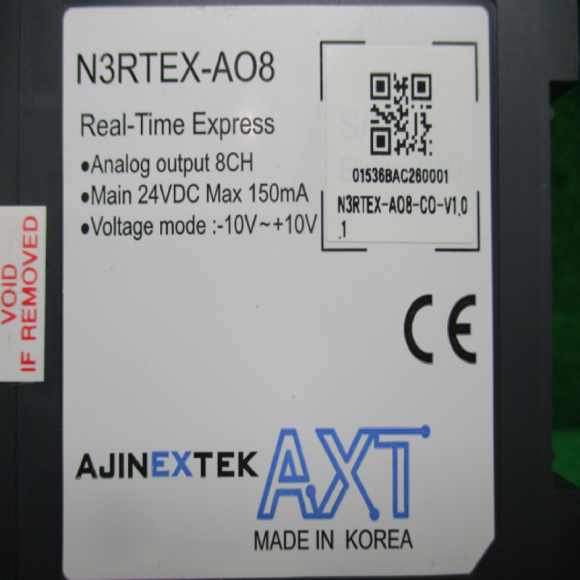 N3RTEX-AO8
Real-Time Express
•Analog output 8CH
•Main 24VDC Max 150mA
•Voltage mode :-10V~+10V
01536BAC260001
N3RTEX-AO8-CO-V1.0
.1
VOID
IF REMOVED
CE
AJINEXTEK
AXT
MADE IN KOREA